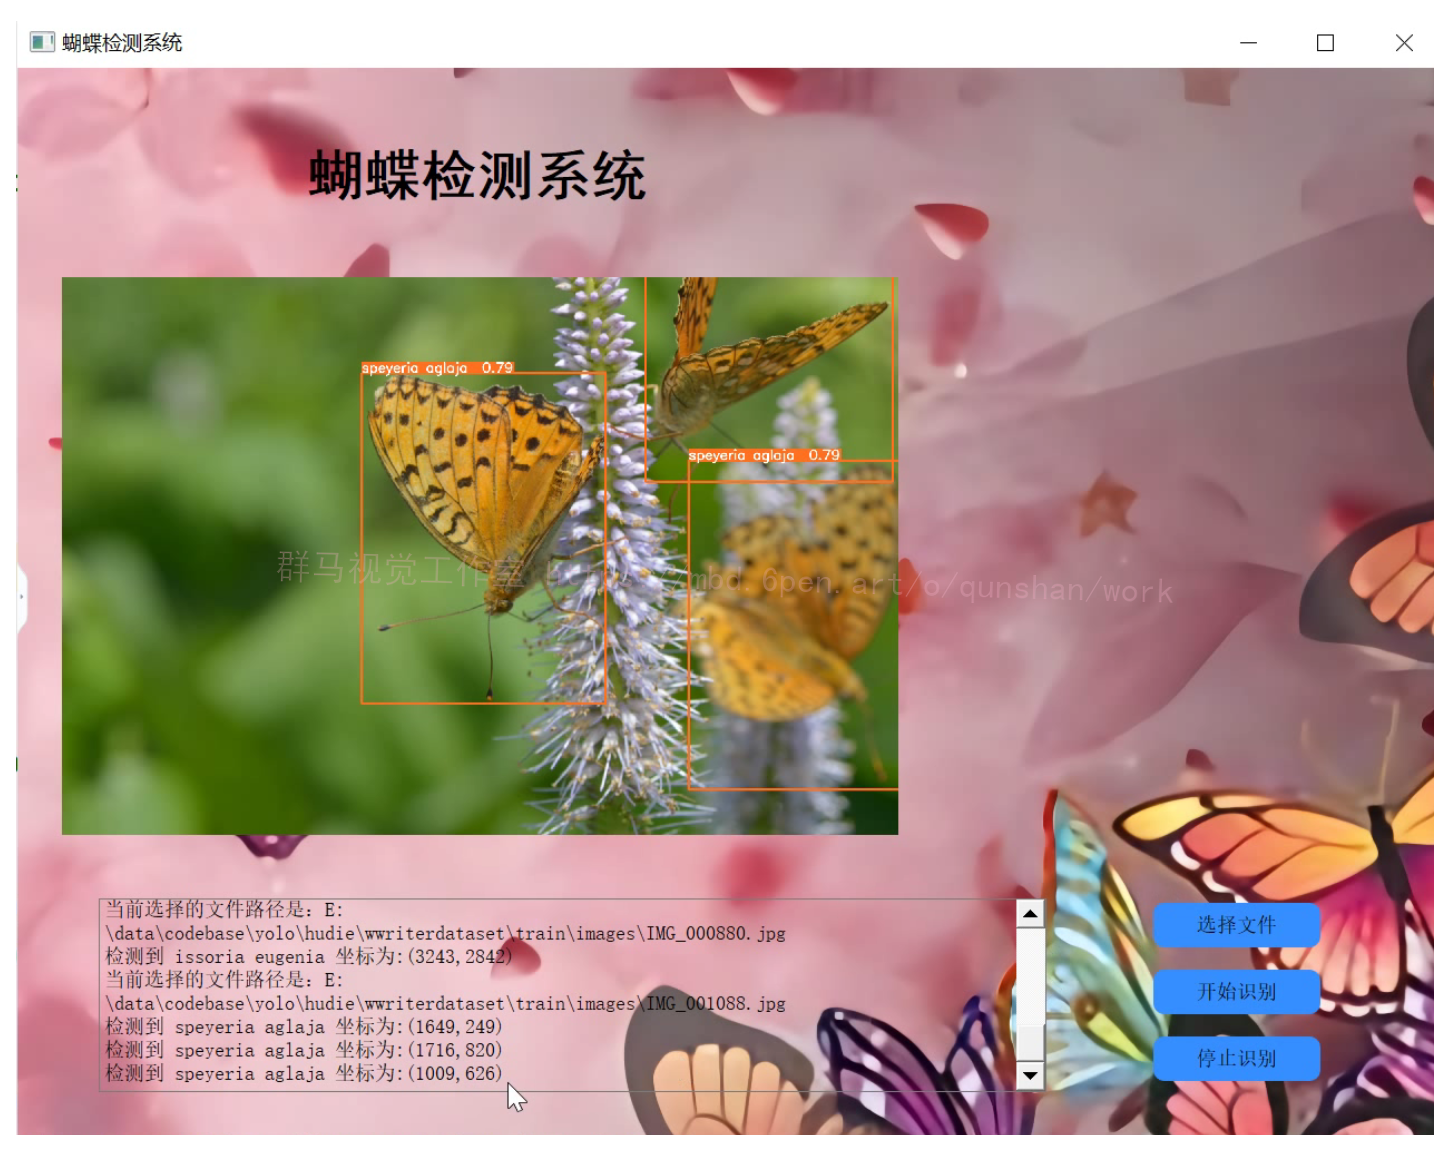 蝴蝶检测系统
蝴蝶检测系统
speyeria aglaja 0.79
speyeria aglaja 0.79
群马视觉工作室
mbd.6pen.art/o/qunshan/work
当前选择的文件路径是: E:
\data\codebase\yolo\hudie\wwriterdataset\train\images\IMG_000880.jpg
检测到 issoria eugenia 坐标为:(3243,2842)
当前选择的文件路径是: E:
\data\codebase\yolo\hudie\wwriterdataset\train\images\IMG_001088.jpg
检测到 speyeria aglaja 坐标为:(1649,249)
检测到 speyeria aglaja 坐标为:(1716,820)
检测到 speyeria aglaja 坐标为:(1009,626)
选择文件
开始识别
停止识别